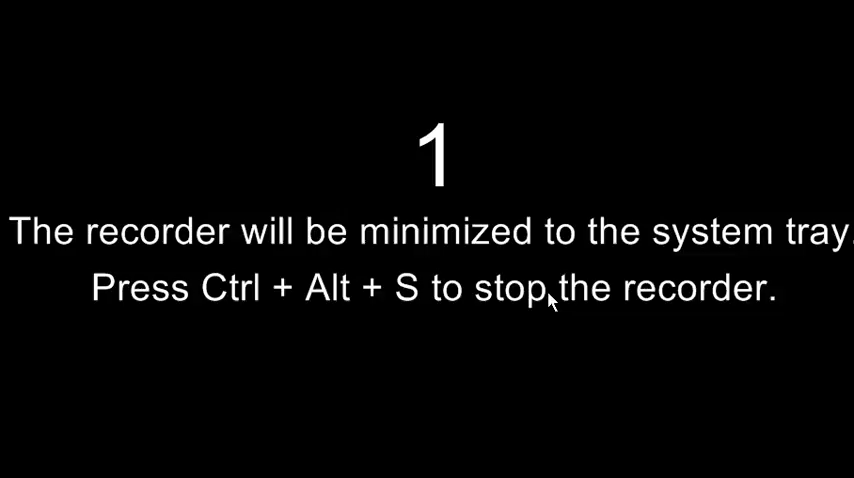 1
The recorder will be minimized to the system tray.
Press Ctrl + Alt + S to stop the recorder.